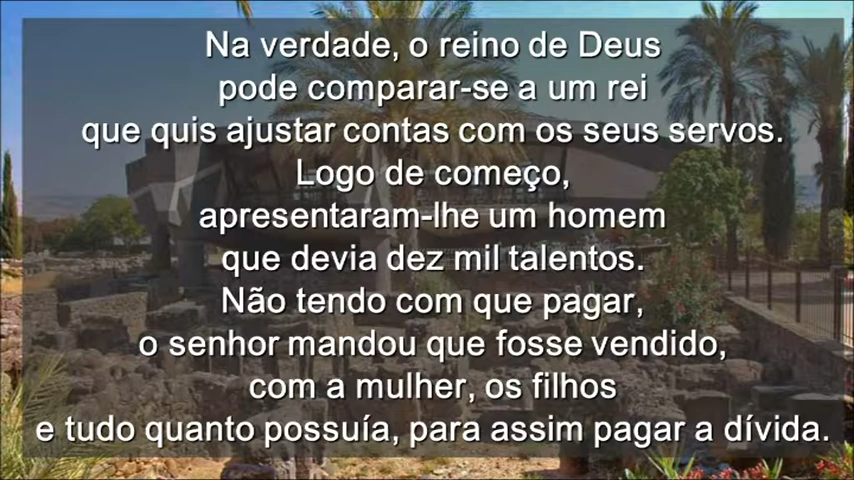 Na verdade, o reino de Deus
pode comparar-se a um rei
que quis ajustar contas com os seus servos.
Logo de começo,
apresentaram-lhe um homem
que devia dez mil talentos.
Não tendo com que pagar,
o senhor mandou que fosse vendido,
com a mulher, os filhos
e tudo quanto possuía, para assim pagar a dívida.